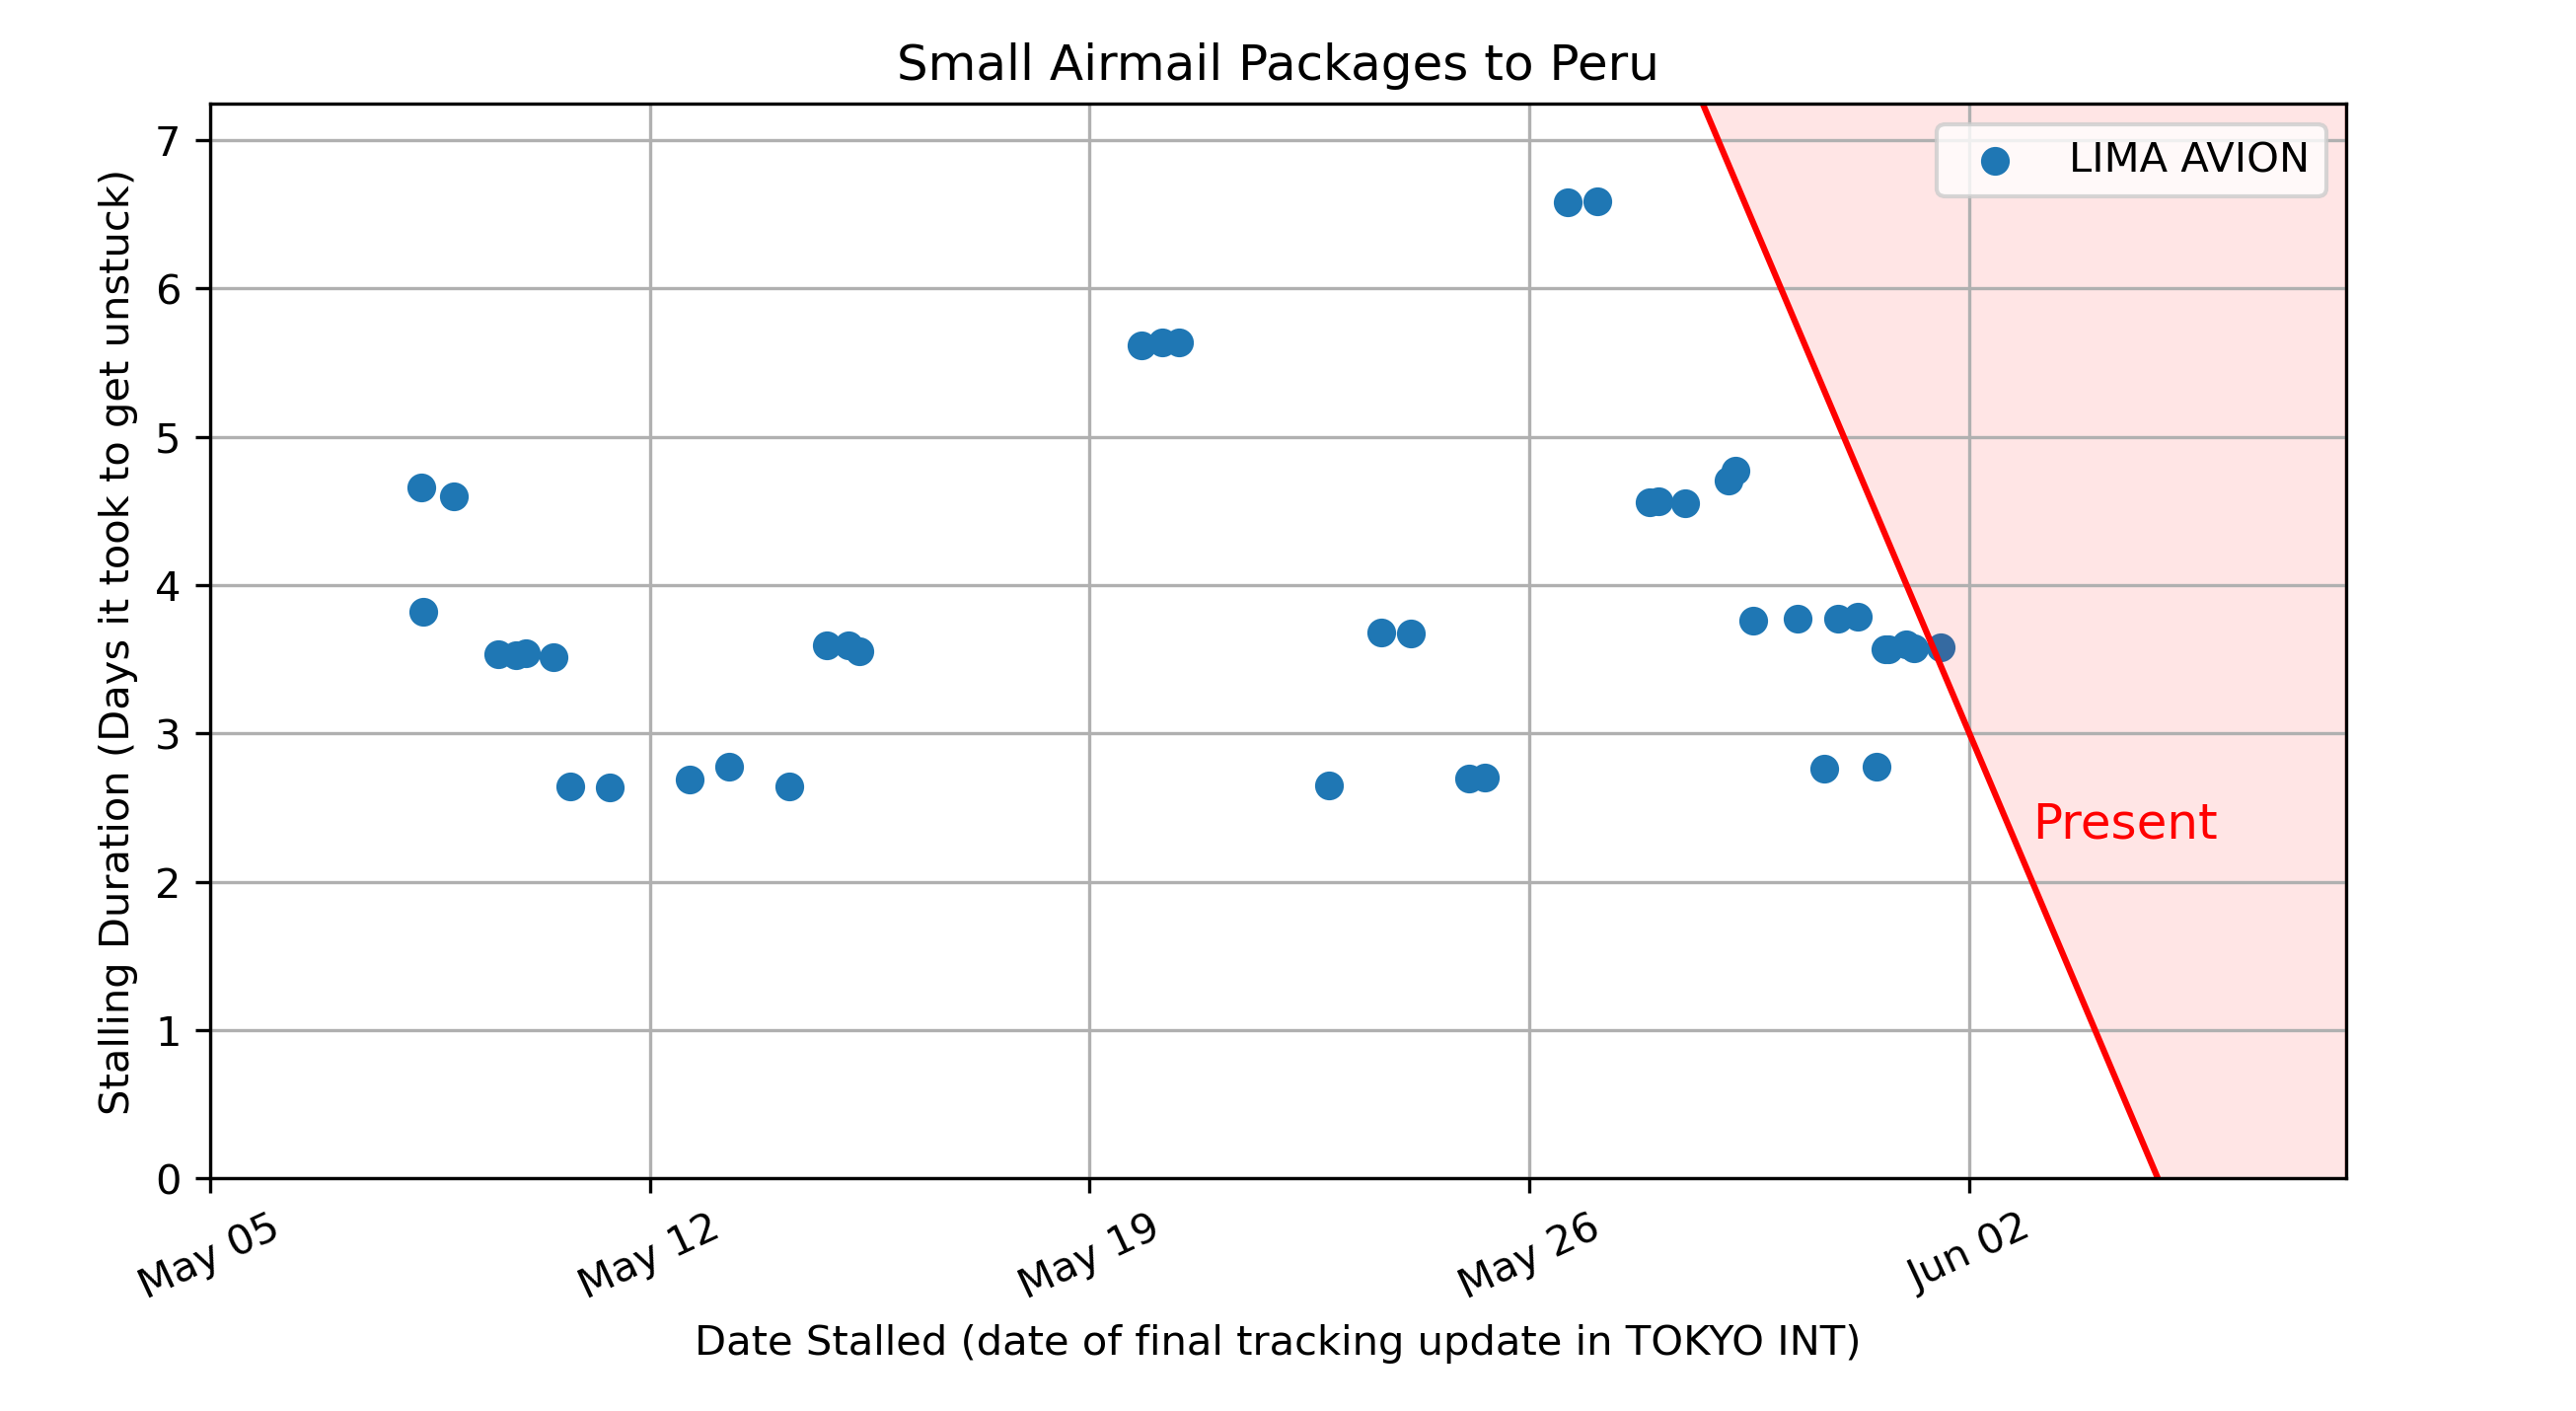 Small Airmail Packages to Peru
Stalling Duration (Days it took to get unstuck)
7
6
5
4
3
2
1
0
LIMA AVION
Present
May 05
May 12
May 19
May 26
Jun 02
Date Stalled (date of final tracking update in TOKYO INT)